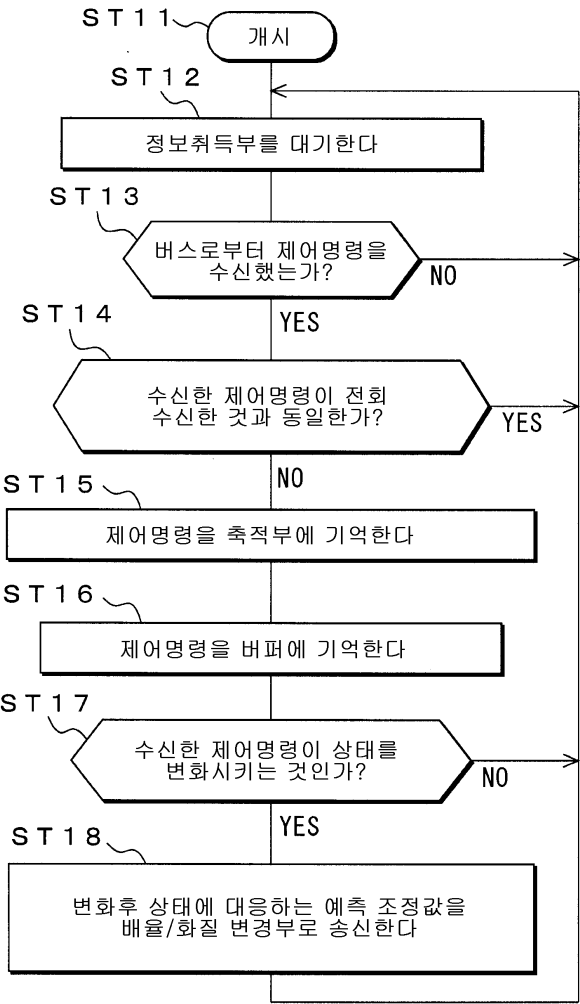 ST11
개시
ST12
정보취득부를 대기한다
ST13
버스로부터 제어명령을
수신했는가?
NO
YES
ST14
수신한 제어명령이 전회
수신한 것과 동일한가?
YES
NO
ST15
제어명령을 축적부에 기억한다
ST16
제어명령을 버퍼에 기억한다
ST17
수신한 제어명령이 상태를
변화시키는 것인가?
NO
YES
ST18
변화후 상태에 대응하는 예측 조정값을
배율/화질 변경부로 송신한다